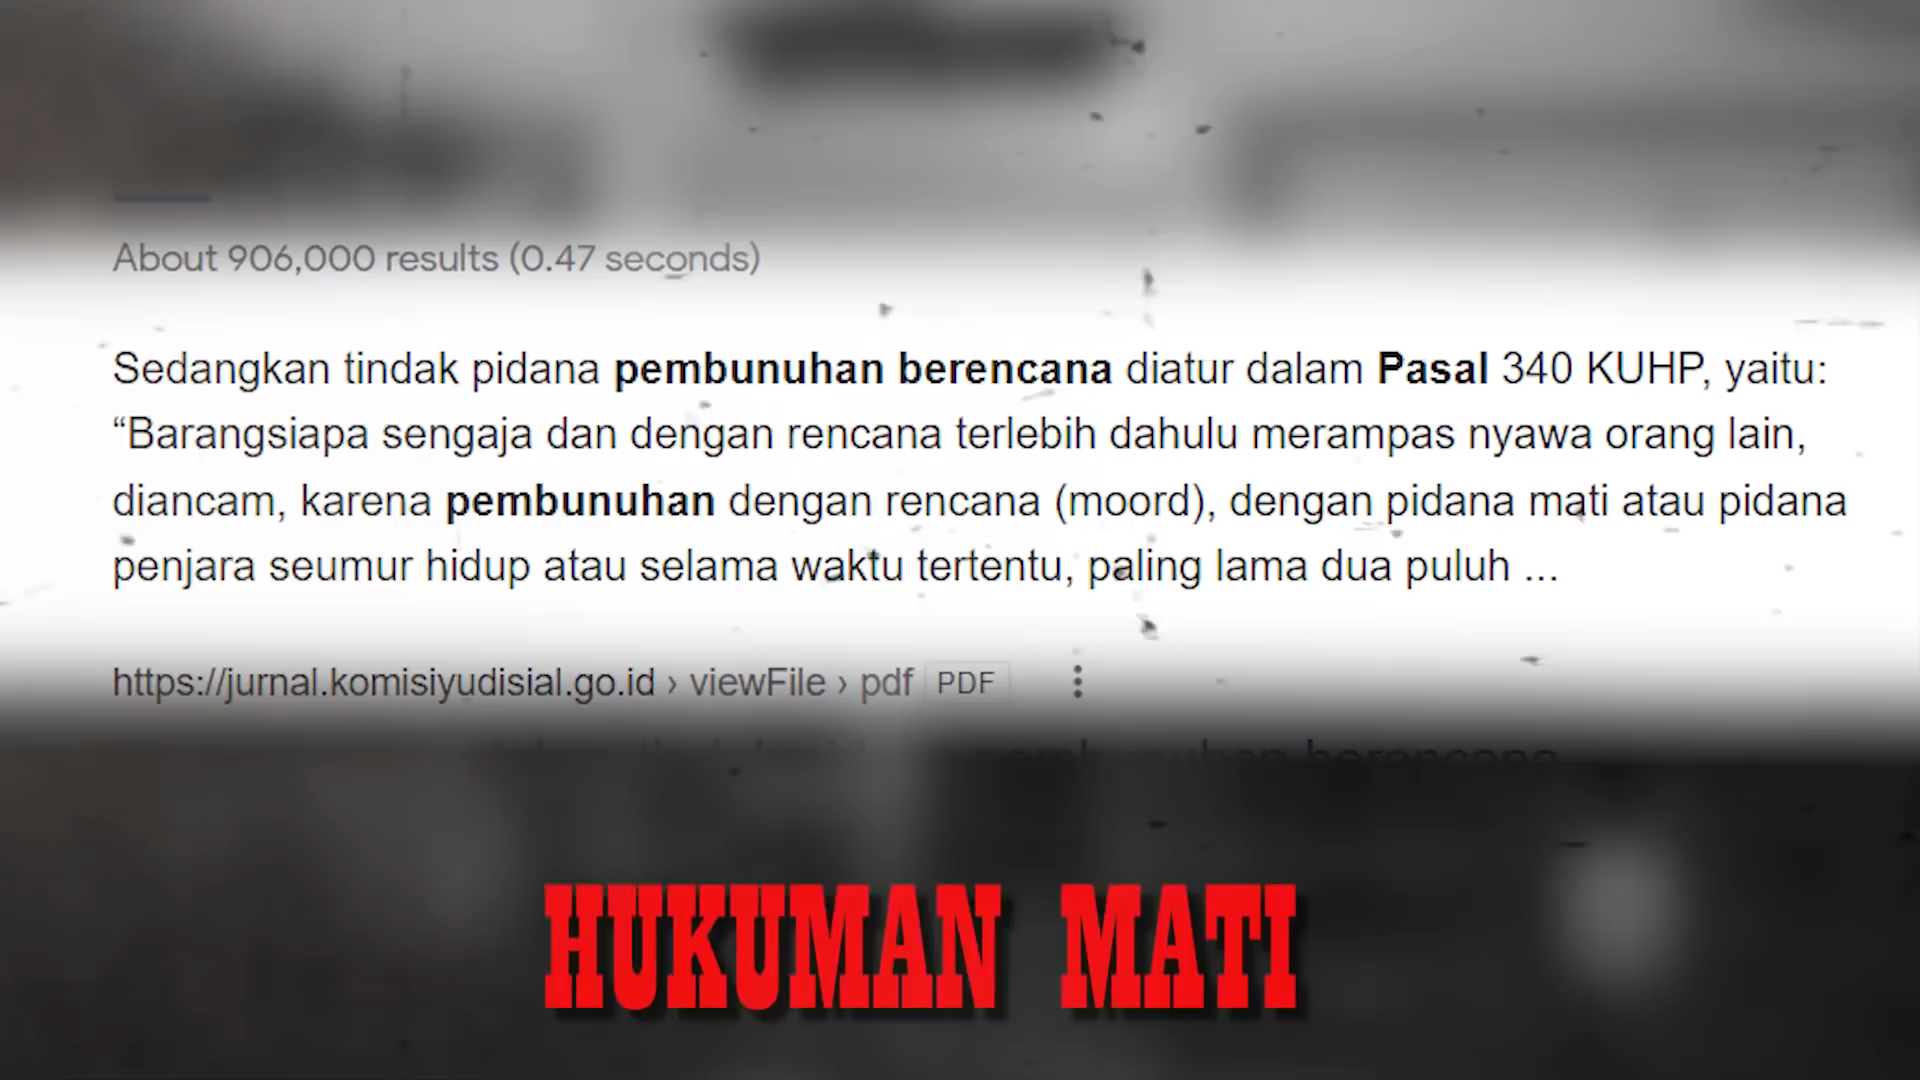 About 906,000 results (0.47 seconds)
Sedangkan tindak pidana pembunuhan berencana diatur dalam Pasal 340 KUHP, yaitu:
“Barangsiapa sengaja dan dengan rencana terlebih dahulu merampas nyawa orang lain,
diancam, karena pembunuhan dengan rencana (moord), dengan pidana mati atau pidana
penjara seumur hidup atau selama waktu tertentu, paling lama dua puluh ...
https://jurnal.komisiyudisial.go.id › viewFile › pdf PDF
pembunuhan berencana
HUKUMAN MATI